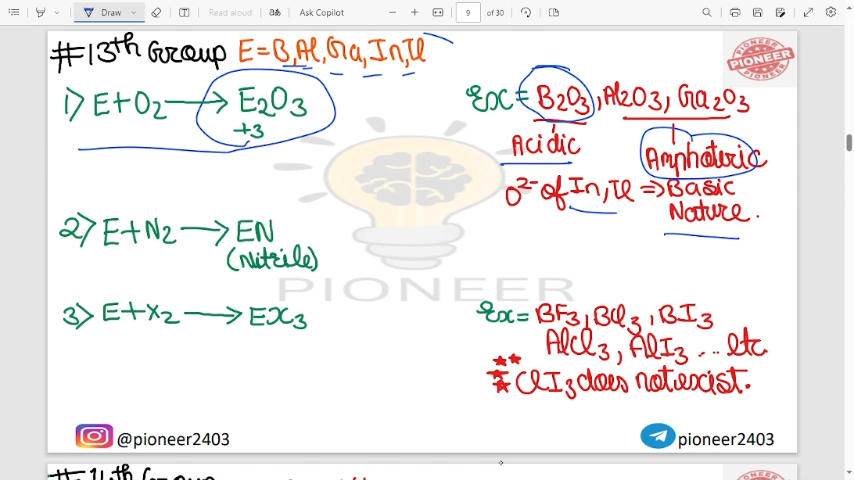 Draw
Read aloud
Ask Copilot
9 of 30
#13th Group E=B,Al,Ga,In,Tl
1) E+O2→E2O3
+3
Ex= B2O3, Al2O3, Ga2O3
Acidic
Amphoteric
O2- of In, Tl ⇒ Basic
Nature.
2) E+N2→EN
(Nitrile)
PIONEER
3) E+X2→EX3
Ex= BF3, BCl3, BI3
AlCl3, AlI3 ... etc.
ClI3 does not exist.
@pioneer2403
pioneer2403
PIONEER